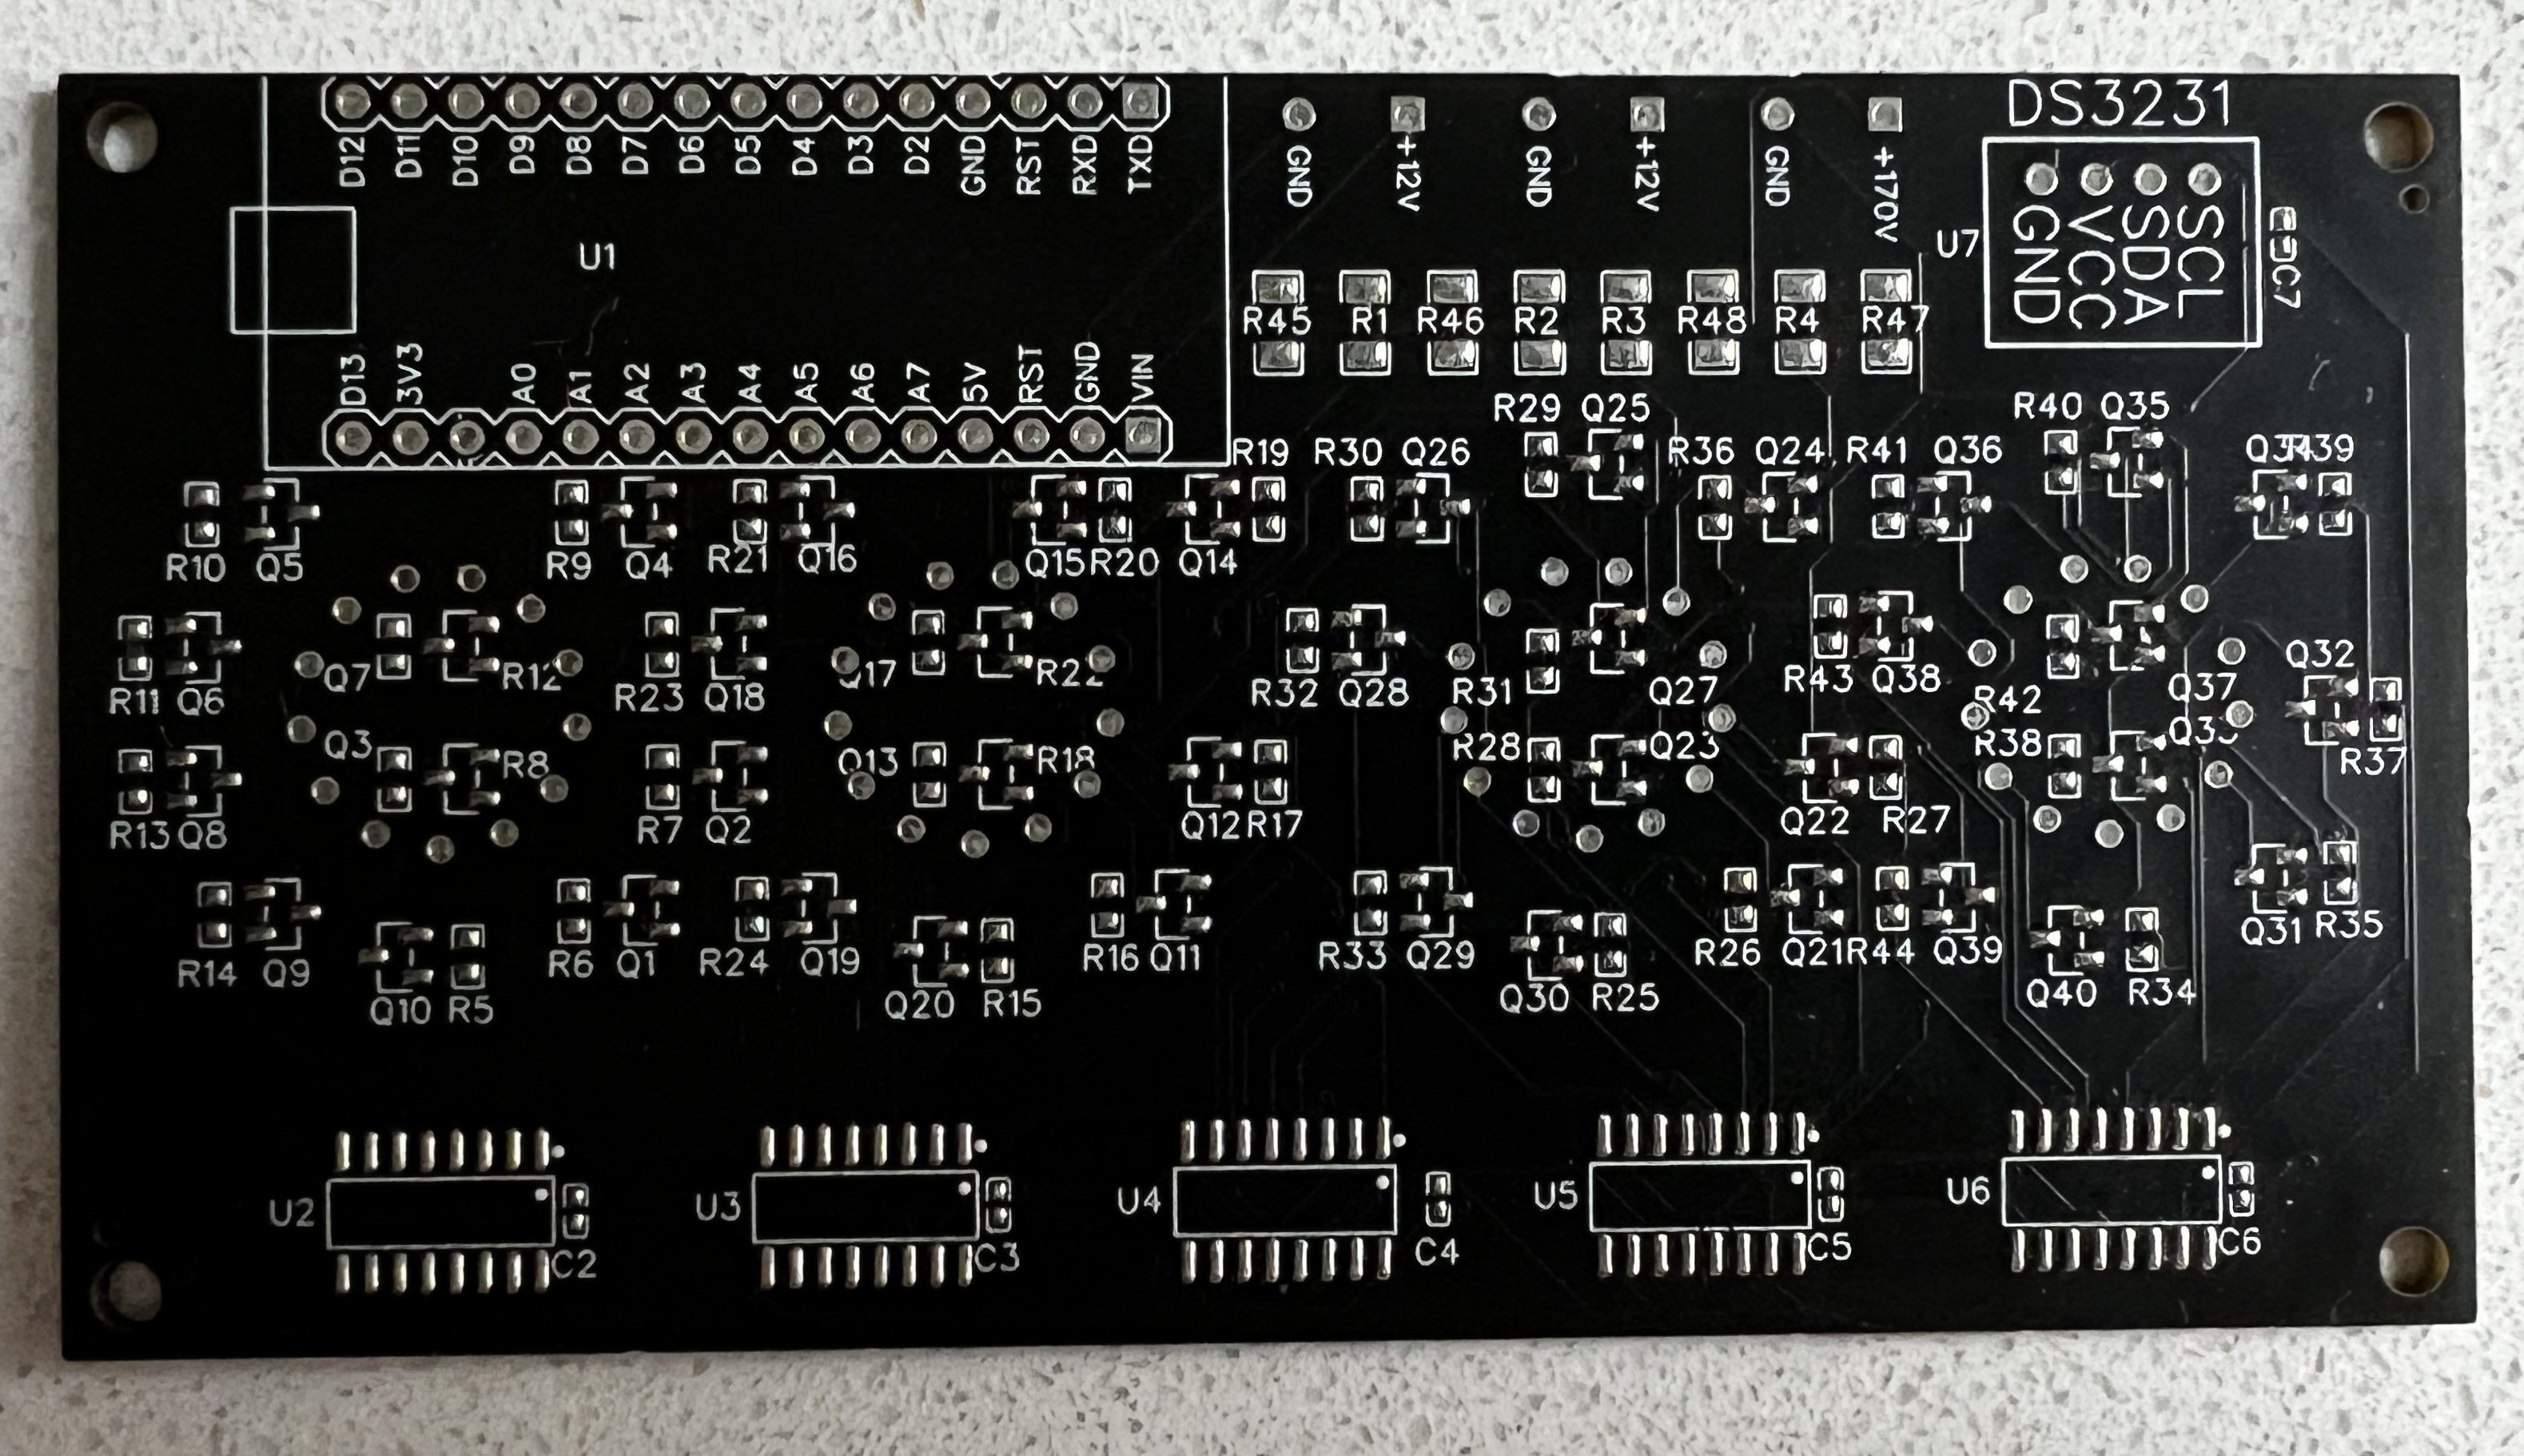 DS3231
D12 D11 D10 D9 D8 D7 D6 D5 D4 D3 D2 GND RST RXD TXD
GND +12V GND +12V GND +170V
U1
U7
GND VCC SDA SCL
C7
R45 R1 R46 R2 R3 R48 R4 R47
D13 3V3 A0 A1 A2 A3 A4 A5 A6 A7 5V RST GND VIN
R29 Q25 R40 Q35
R19 R30 Q26 R36 Q24 R41 Q36 Q34 R39
R10 Q5 R9 Q4 R21 Q16 Q15 R20 Q14
Q7 R12 Q17 R22 Q32
R11 Q6 R23 Q18 R32 Q28 R31 Q27 R43 Q38 R42 Q37
Q3 R8 Q13 R18 R28 Q23 R38 R37
R13 Q8 R7 Q2 Q12 R17 Q22 R27
R14 Q9 R6 Q1 R24 Q19 R16 Q11 R33 Q29 R26 Q21 R44 Q39 Q31 R35
Q10 R5 Q20 R15 Q30 R25 Q40 R34
U2 U3 U4 U5 U6
C2 C3 C4 C5 C6